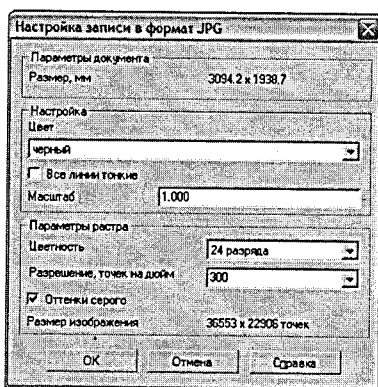 Настройка записи в формат JPG
Параметры документа
Размер, мм 3094.2 x 1938.7
Настройка
Цвет
черный
Все линии тонкие
Масштаб 1.000
Параметры растра
Цветность 24 разряда
Разрешение, точек на дюйм 300
Оттенки серого
Размер изображения 36553 x 22906 точек
OK Отмена Справка